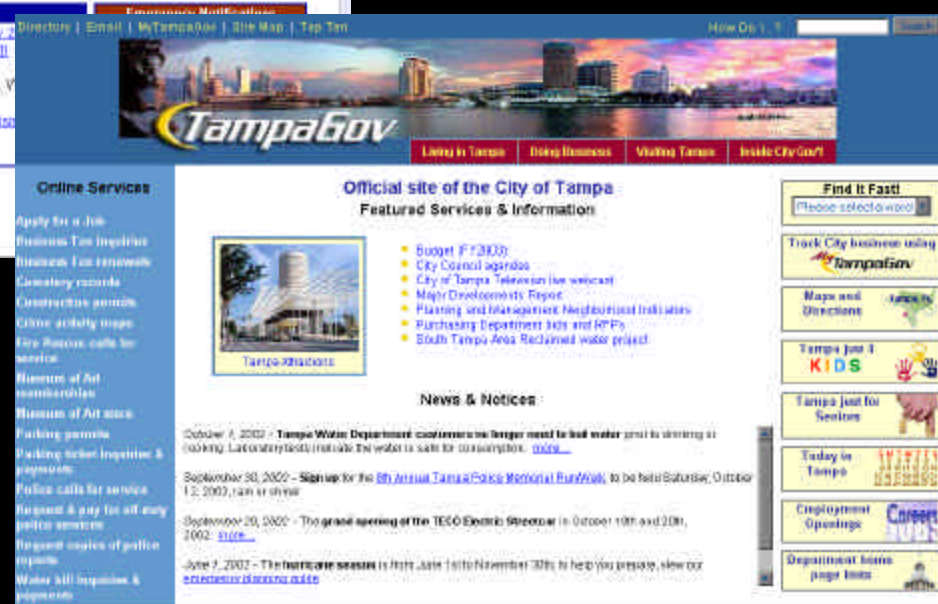 Emergency Notifications
Directory | Email | MyTampaGov | Site Map | Top Ten
How Do I...?
Search
TampaGov
Living in Tampa
Doing Business
Visiting Tampa
Inside City Gov't
Online Services
Apply for a Job
Business Tax inquiries
Business Tax renewals
Cemetery records
Construction permits
Crime activity maps
Fire Rescue calls for
service
Museum of Art
memberships
Museum of Art store
Parking permits
Parking ticket inquiries &
payments
Police calls for service
Request & pay for off-duty
police services
Request copies of police
reports
Water bill inquiries &
payments
Official site of the City of Tampa
Featured Services & Information
Tampa Attractions
Budget (FY2003)
City Council agendas
City of Tampa Television live webcast
Major Developments Report
Planning and Management Neighborhood Indicators
Purchasing Department bids and RFPs
South Tampa Area Reclaimed water project
News & Notices
October 1, 2002 - Tampa Water Department customers no longer need to boil water prior to drinking or
cooking. Laboratory tests indicate the water is safe for consumption. more...
September 30, 2002 - Sign up for the 8th Annual Tampa Police Memorial Run/Walk, to be held Saturday, October
12, 2002, rain or shine!
September 20, 2002 - The grand opening of the TECO Electric Streetcar is October 19th and 20th,
2002. more...
June 1, 2002 - The hurricane season is from June 1st to November 30th, to help you prepare, view our
emergency planning guide
Find It Fast!
Please select a word
Track City business using
My TampaGov
Maps and
Directions
Tampa just 4
KIDS
Tampa just for
Seniors
Today in
Tampa
Employment
Openings
Careers
JOBS
Department home
page links